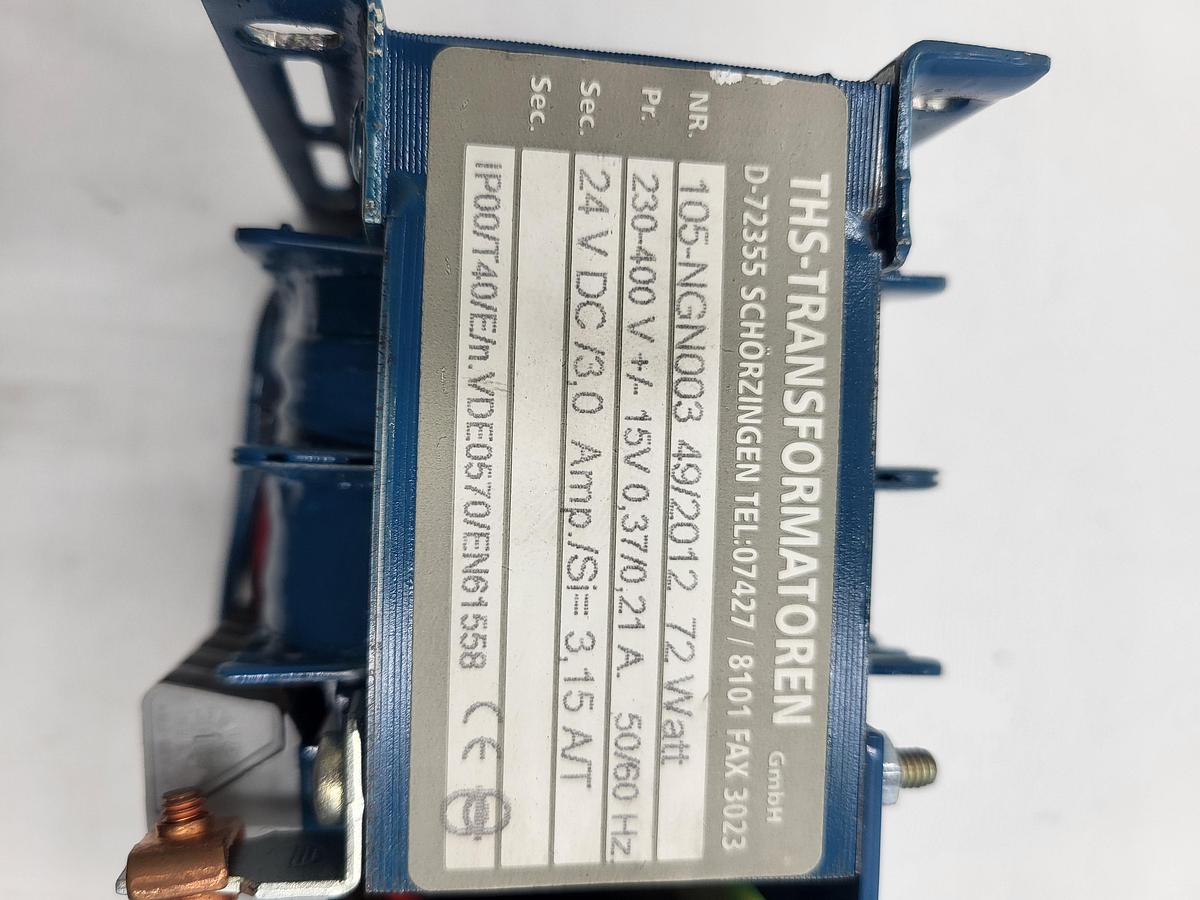 THS-TRANSFORMATOREN GmbH
D-72355 SCHÖRZINGEN TEL:07427 / 8101 FAX 3023
NR. 105-NGN003 49/2012 72 Watt
Pr. 230-400 V +/- 15V 0,37/0,21 A. 50/60 Hz.
Sec. 24 V DC /3,0 Amp./Si= 3,15 A/T
Sec.
IP00/T40/E/n.VDE0570/EN61558 CE